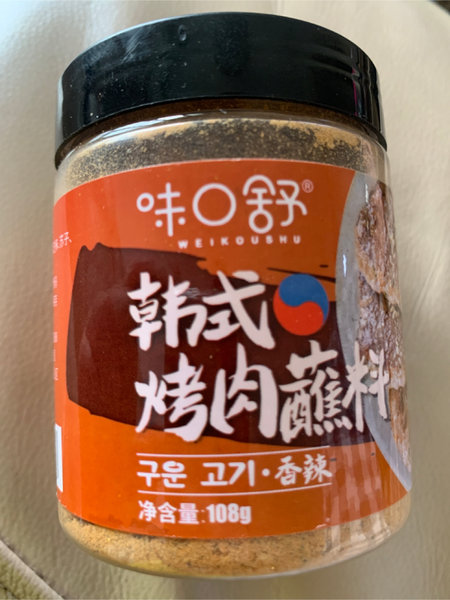 味口舒®
WEIKOUSHU
韩式
烤肉蘸料
구운 고기·香辣
净含量:108g